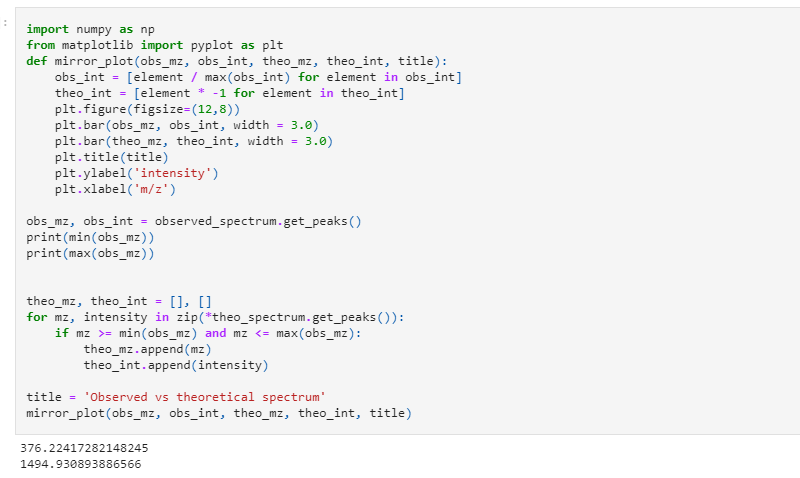 :
import numpy as np
from matplotlib import pyplot as plt
def mirror_plot(obs_mz, obs_int, theo_mz, theo_int, title):
    obs_int = [element / max(obs_int) for element in obs_int]
    theo_int = [element * -1 for element in theo_int]
    plt.figure(figsize=(12,8))
    plt.bar(obs_mz, obs_int, width = 3.0)
    plt.bar(theo_mz, theo_int, width = 3.0)
    plt.title(title)
    plt.ylabel('intensity')
    plt.xlabel('m/z')
obs_mz, obs_int = observed_spectrum.get_peaks()
print(min(obs_mz))
print(max(obs_mz))
theo_mz, theo_int = [], []
for mz, intensity in zip(*theo_spectrum.get_peaks()):
    if mz >= min(obs_mz) and mz <= max(obs_mz):
        theo_mz.append(mz)
        theo_int.append(intensity)
title = 'Observed vs theoretical spectrum'
mirror_plot(obs_mz, obs_int, theo_mz, theo_int, title)
376.22417282148245
1494.930893886566